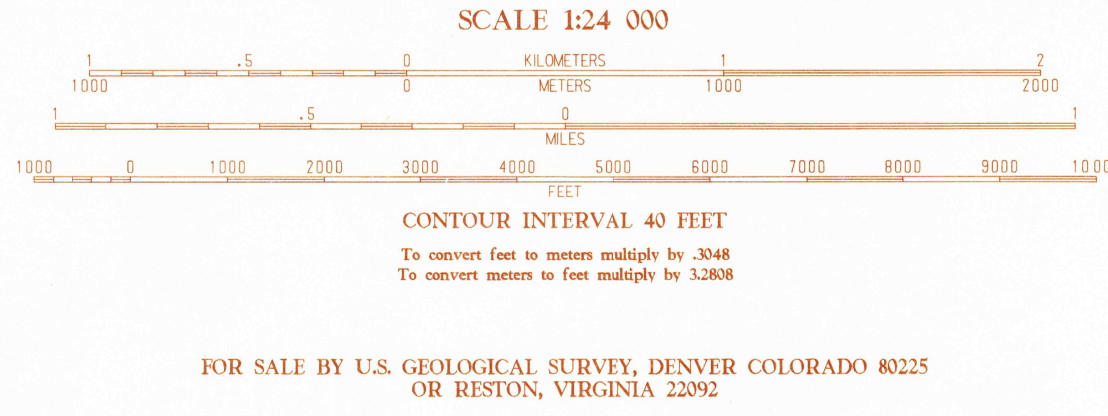 SCALE 1:24 000
1 .5 0 KILOMETERS 1 2
1000 0 METERS 1000 2000
1 .5 0 1
MILES
1000 0 1000 2000 3000 4000 5000 6000 7000 8000 9000 1000
FEET
CONTOUR INTERVAL 40 FEET
To convert feet to meters multiply by .3048
To convert meters to feet multiply by 3.2808
FOR SALE BY U.S. GEOLOGICAL SURVEY, DENVER COLORADO 80225
OR RESTON, VIRGINIA 22092